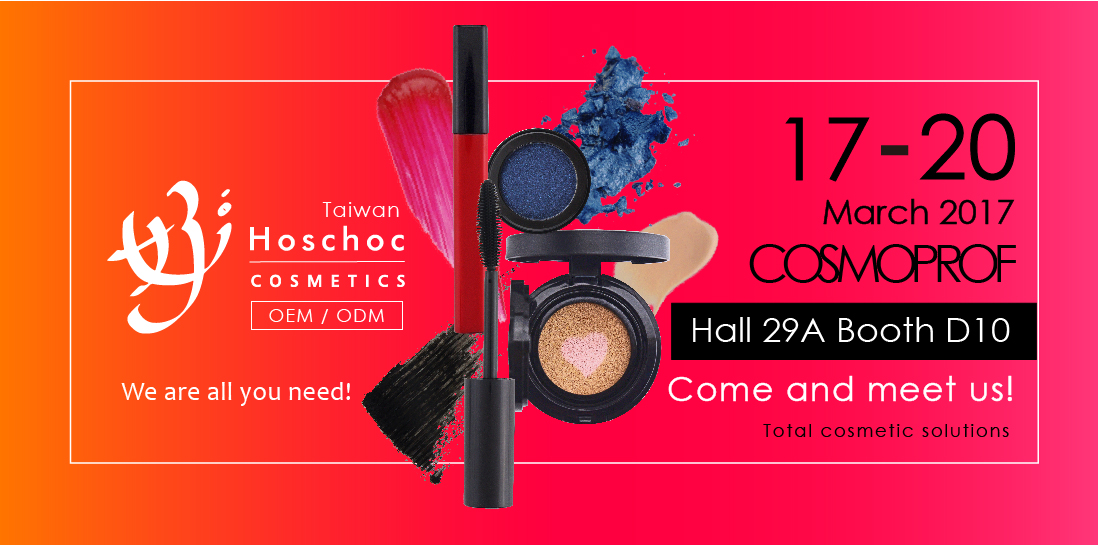 Taiwan
Hoschoc
COSMETICS
OEM / ODM
We are all you need!
17-20
March 2017
COSMOPROF
Hall 29A Booth D10
Come and meet us!
Total cosmetic solutions